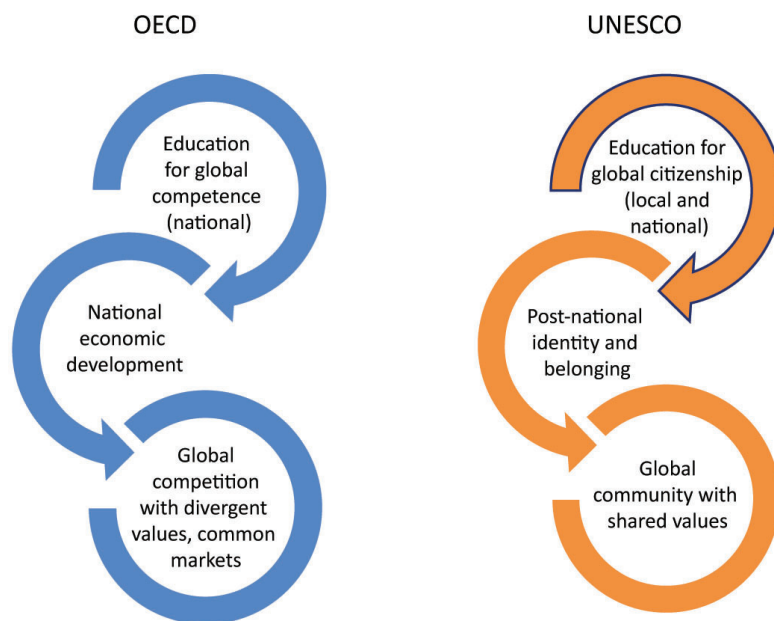 OECD
Education
for global
competence
(national)
National
economic
development
Global
competition
with divergent
values, common
markets
UNESCO
Education for
global citizenship
(local and
national)
Post-national
identity and
belonging
Global
community with
shared values